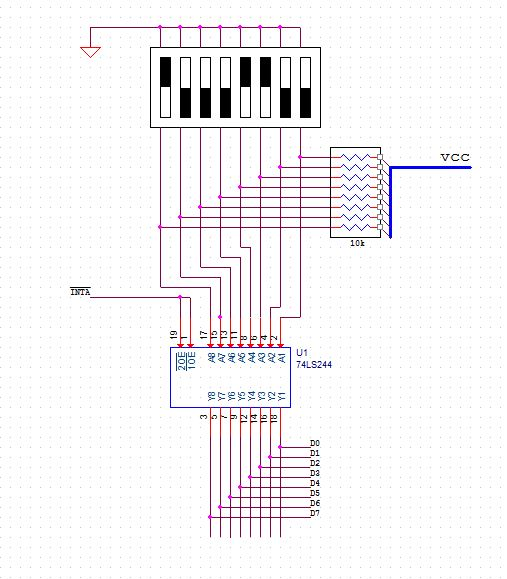 VCC
10k
INTA
19 1 17 15 13 11 8 6 4 2
2OE 1OE A8 A7 A6 A5 A4 A3 A2 A1
U1
74LS244
Y8 Y7 Y6 Y5 Y4 Y3 Y2 Y1
3 5 7 9 12 14 16 18
D0
D1
D2
D3
D4
D5
D6
D7